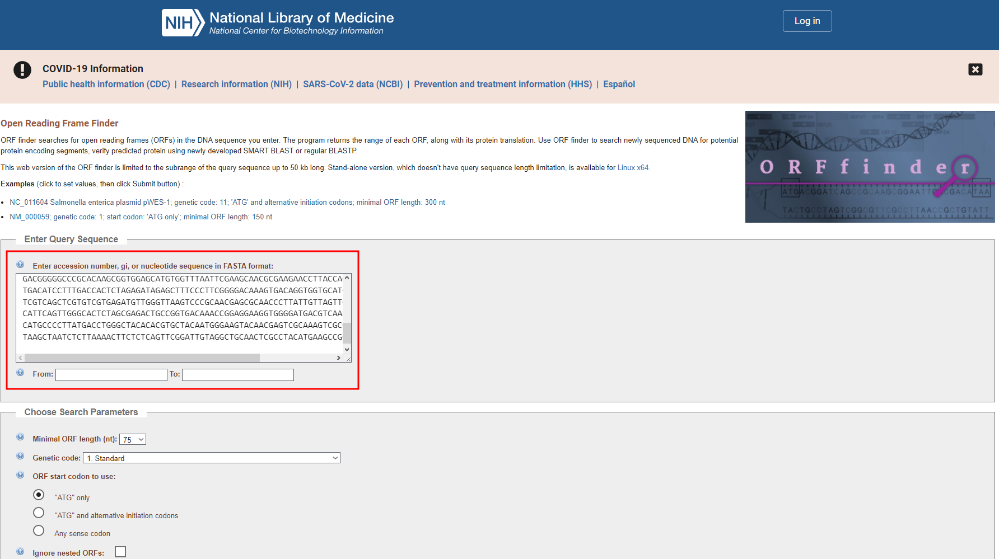 NIH National Library of Medicine
National Center for Biotechnology Information
Log in
COVID-19 Information
Public health information (CDC) | Research information (NIH) | SARS-CoV-2 data (NCBI) | Prevention and treatment information (HHS) | Español
Open Reading Frame Finder
ORF finder searches for open reading frames (ORFs) in the DNA sequence you enter. The program returns the range of each ORF, along with its protein translation. Use ORF finder to search newly sequenced DNA for potential
protein encoding segments, verify predicted protein using newly developed SMART BLAST or regular BLASTP.
This web version of the ORF finder is limited to the subrange of the query sequence up to 50 kb long. Stand-alone version, which doesn't have query sequence length limitation, is available for Linux x64.
Examples (click to set values, then click Submit button) :
NC_011604 Salmonella enterica plasmid pWES-1; genetic code: 11; 'ATG' and alternative initiation codons; minimal ORF length: 300 nt
NM_000059; genetic code: 1; start codon: 'ATG only'; minimal ORF length: 150 nt
ORFfinder
TACTGCCTAGTCGGCGTTCGCCTTAACCGCTGTATT
Enter Query Sequence
Enter accession number, gi, or nucleotide sequence in FASTA format:
GACGGGGGCCCGCACAAGCGGTGGAGCATGTGGTTTAATTCGAAGCAACGCGAAGAACCTTACCA
TGACATCCTTTGACCACTCTAGAGATAGAGCTTTCCCTTCGGGGACAAAGTGACAGGTGGTGCAT
TCGTCAGCTCGTGTCGTGAGATGTTGGGTTAAGTCCCGCAACGAGCGCAACCCTTATTGTTAGTT
CATTCAGTTGGGCACTCTAGCGAGACTGCCGGTGACAAACCGGAGGAAGGTGGGGATGACGTCAA
CATGCCCCTTATGACCTGGGCTACACACGTGCTACAATGGGAAGTACAACGAGTCGCAAAGTCGC
TAAGCTAATCTCTTAAAACTTCTCTCAGTTCGGATTGTAGGCTGCAACTCGCCTACATGAAGCCG
From: To:
Choose Search Parameters
Minimal ORF length (nt): 75
Genetic code: 1. Standard
ORF start codon to use:
"ATG" only
"ATG" and alternative initiation codons
Any sense codon
Ignore nested ORFs: